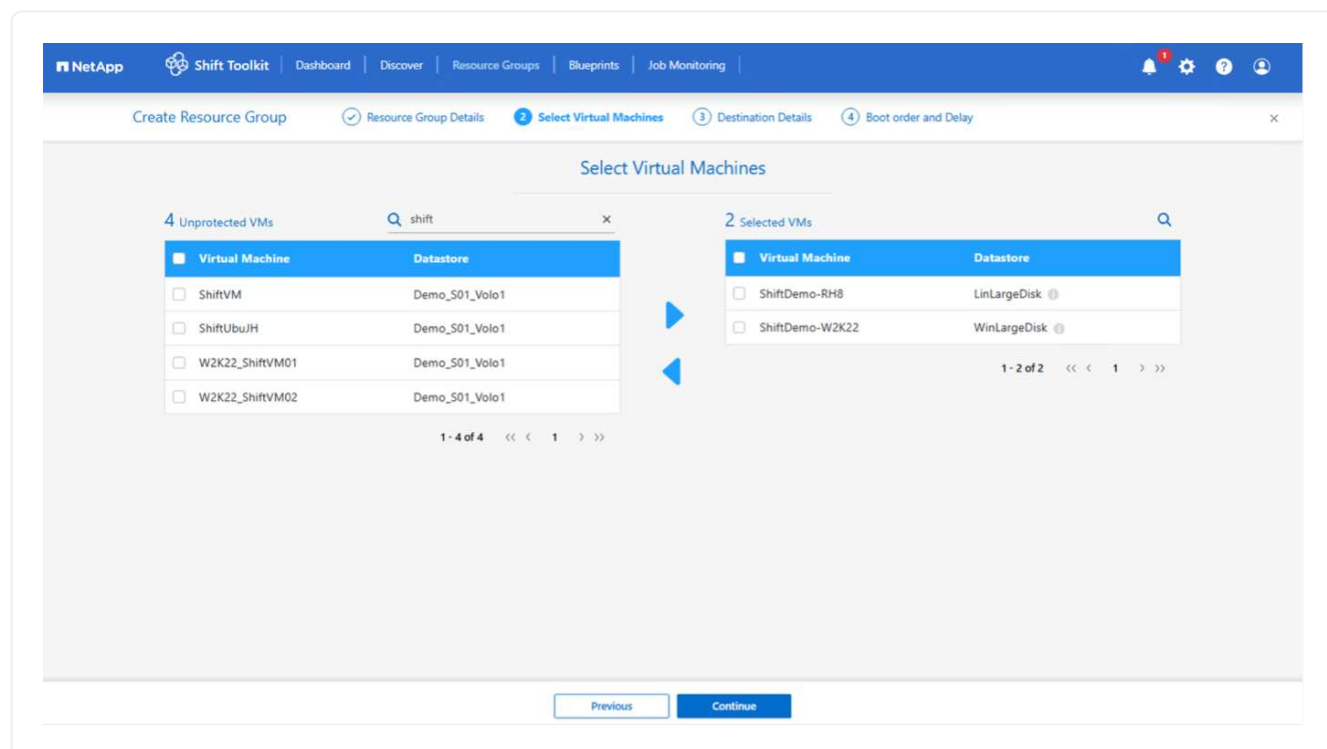 NetApp Shift Toolkit Dashboard Discover Resource Groups Blueprints Job Monitoring 1 ?
Create Resource Group Resource Group Details 2 Select Virtual Machines 3 Destination Details 4 Boot order and Delay ×
Select Virtual Machines
4 Unprotected VMs shift ×
Virtual Machine Datastore
ShiftVM Demo_S01_Volo1
ShiftUbuJH Demo_S01_Volo1
W2K22_ShiftVM01 Demo_S01_Volo1
W2K22_ShiftVM02 Demo_S01_Volo1
1 - 4 of 4 << < 1 > >>
2 Selected VMs
Virtual Machine Datastore
ShiftDemo-RH8 LinLargeDisk
ShiftDemo-W2K22 WinLargeDisk
1 - 2 of 2 << < 1 > >>
Previous Continue